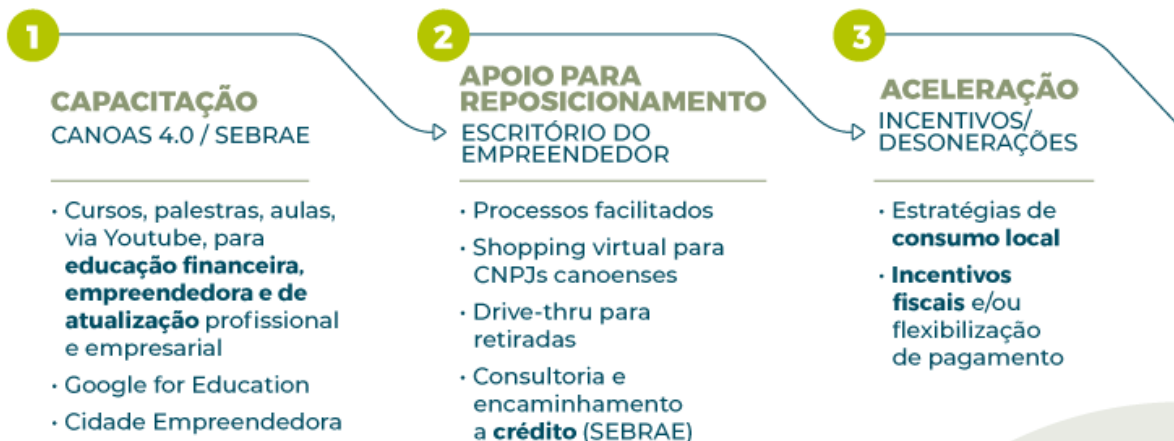 1
CAPACITAÇÃO
CANOAS 4.0 / SEBRAE
• Cursos, palestras, aulas,
via Youtube, para
educação financeira,
empreendedora e de
atualização profissional
e empresarial
• Google for Education
• Cidade Empreendedora
2
APOIO PARA
REPOSICIONAMENTO
ESCRITÓRIO DO
EMPREENDEDOR
• Processos facilitados
• Shopping virtual para
CNPJs canoenses
• Drive-thru para
retiradas
• Consultoria e
encaminhamento
a crédito (SEBRAE)
3
ACELERAÇÃO
INCENTIVOS/
DESONERAÇÕES
• Estratégias de
consumo local
• Incentivos
fiscais e/ou
flexibilização
de pagamento